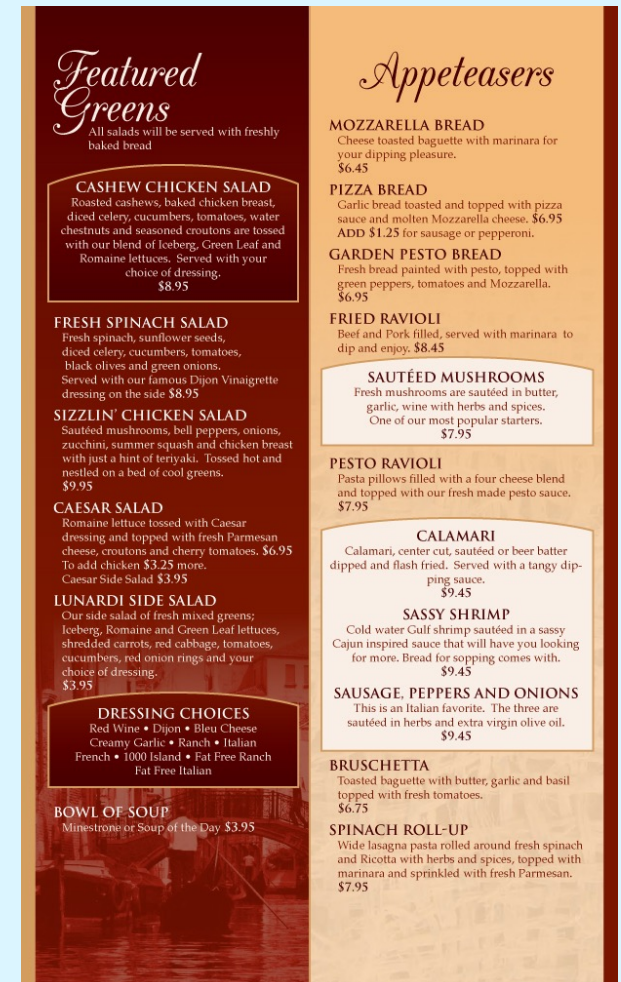 Featured
Greens
All salads will be served with freshly
baked bread
CASHEW CHICKEN SALAD
Roasted cashews, baked chicken breast,
diced celery, cucumbers, tomatoes, water
chestnuts and seasoned croutons are tossed
with our blend of Iceberg, Green Leaf and
Romaine lettuces. Served with your
choice of dressing.
$8.95
FRESH SPINACH SALAD
Fresh spinach, sunflower seeds,
diced celery, cucumbers, tomatoes,
black olives and green onions.
Served with our famous Dijon Vinaigrette
dressing on the side $8.95
SIZZLIN' CHICKEN SALAD
Sautéed mushrooms, bell peppers, onions,
zucchini, summer squash and chicken breast
with just a hint of teriyaki. Tossed hot and
nestled on a bed of cool greens.
$9.95
CAESAR SALAD
Romaine lettuce tossed with Caesar
dressing and topped with fresh Parmesan
cheese, croutons and cherry tomatoes. $6.95
To add chicken $3.25 more.
Caesar Side Salad $3.95
LUNARDI SIDE SALAD
Our side salad of fresh mixed greens;
Iceberg, Romaine and Green Leaf lettuces,
shredded carrots, red cabbage, tomatoes,
cucumbers, red onion rings and your
choice of dressing.
$3.95
DRESSING CHOICES
Red Wine • Dijon • Bleu Cheese
Creamy Garlic • Ranch • Italian
French • 1000 Island • Fat Free Ranch
Fat Free Italian
BOWL OF SOUP
Minestrone or Soup of the Day $3.95
Appeteasers
MOZZARELLA BREAD
Cheese toasted baguette with marinara for
your dipping pleasure.
$6.45
PIZZA BREAD
Garlic bread toasted and topped with pizza
sauce and molten Mozzarella cheese. $6.95
ADD $1.25 for sausage or pepperoni.
GARDEN PESTO BREAD
Fresh bread painted with pesto, topped with
green peppers, tomatoes and Mozzarella.
$6.95
FRIED RAVIOLI
Beef and Pork filled, served with marinara to
dip and enjoy. $8.45
SAUTÉED MUSHROOMS
Fresh mushrooms are sautéed in butter,
garlic, wine with herbs and spices.
One of our most popular starters.
$7.95
PESTO RAVIOLI
Pasta pillows filled with a four cheese blend
and topped with our fresh made pesto sauce.
$7.95
CALAMARI
Calamari, center cut, sautéed or beer batter
dipped and flash fried. Served with a tangy dip-
ping sauce.
$9.45
SASSY SHRIMP
Cold water Gulf shrimp sautéed in a sassy
Cajun inspired sauce that will have you looking
for more. Bread for sopping comes with.
$9.45
SAUSAGE, PEPPERS AND ONIONS
This is an Italian favorite. The three are
sautéed in herbs and extra virgin olive oil.
$9.45
BRUSCHETTA
Toasted baguette with butter, garlic and basil
topped with fresh tomatoes.
$6.75
SPINACH ROLL-UP
Wide lasagna pasta rolled around fresh spinach
and Ricotta with herbs and spices, topped with
marinara and sprinkled with fresh Parmesan.
$7.95